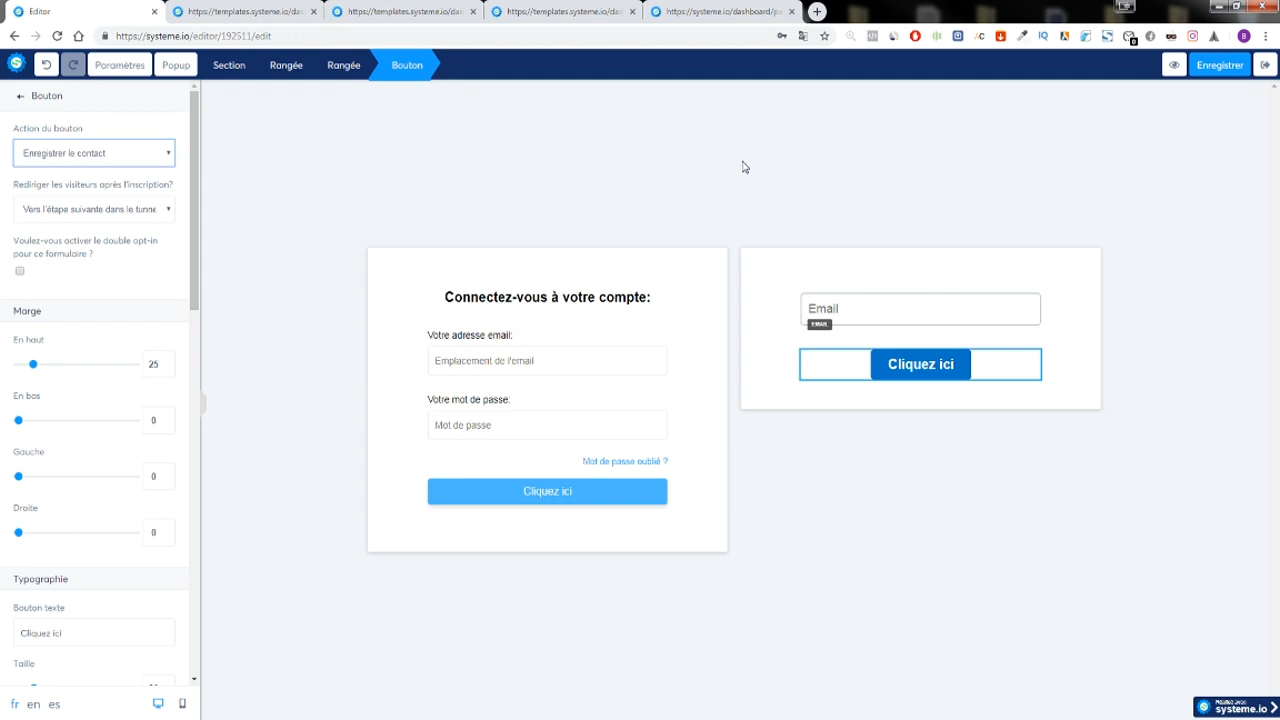 Editor
https://templates.systeme.io/das
https://templates.systeme.io/das
https://templates.systeme.io/das
https://systeme.io/dashboard/pa
https://systeme.io/editor/192511/edit
Paramètres
Popup
Section
Rangée
Rangée
Bouton
Enregistrer
Bouton
Action du bouton
Enregistrer le contact
Rediriger les visiteurs après l'inscription?
Vers l'étape suivante dans le tunne
Voulez-vous activer le double opt-in
pour ce formulaire ?
Marge
En haut
25
En bas
0
Gauche
0
Droite
0
Typographie
Bouton texte
Cliquez ici
Taille
fr en es
Connectez-vous à votre compte:
Votre adresse email:
Emplacement de l'email
Votre mot de passe:
Mot de passe
Mot de passe oublié ?
Cliquez ici
Email
EMAIL
Cliquez ici
systeme.io